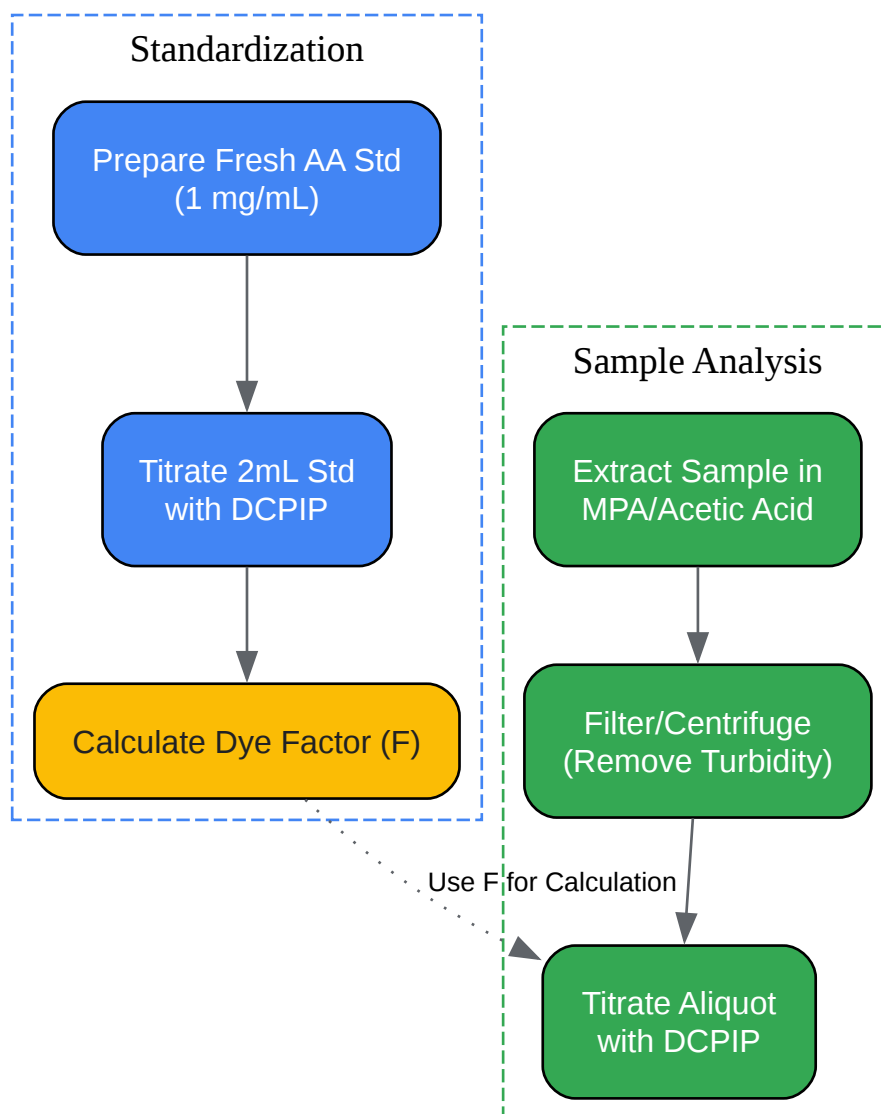 Standardization
Prepare Fresh AA Std
(1 mg/mL)
Titrate 2mL Std
with DCPIP
Calculate Dye Factor (F)
Sample Analysis
Extract Sample in
MPA/Acetic Acid
Filter/Centrifuge
(Remove Turbidity)
Use F for Calculation
Titrate Aliquot
with DCPIP